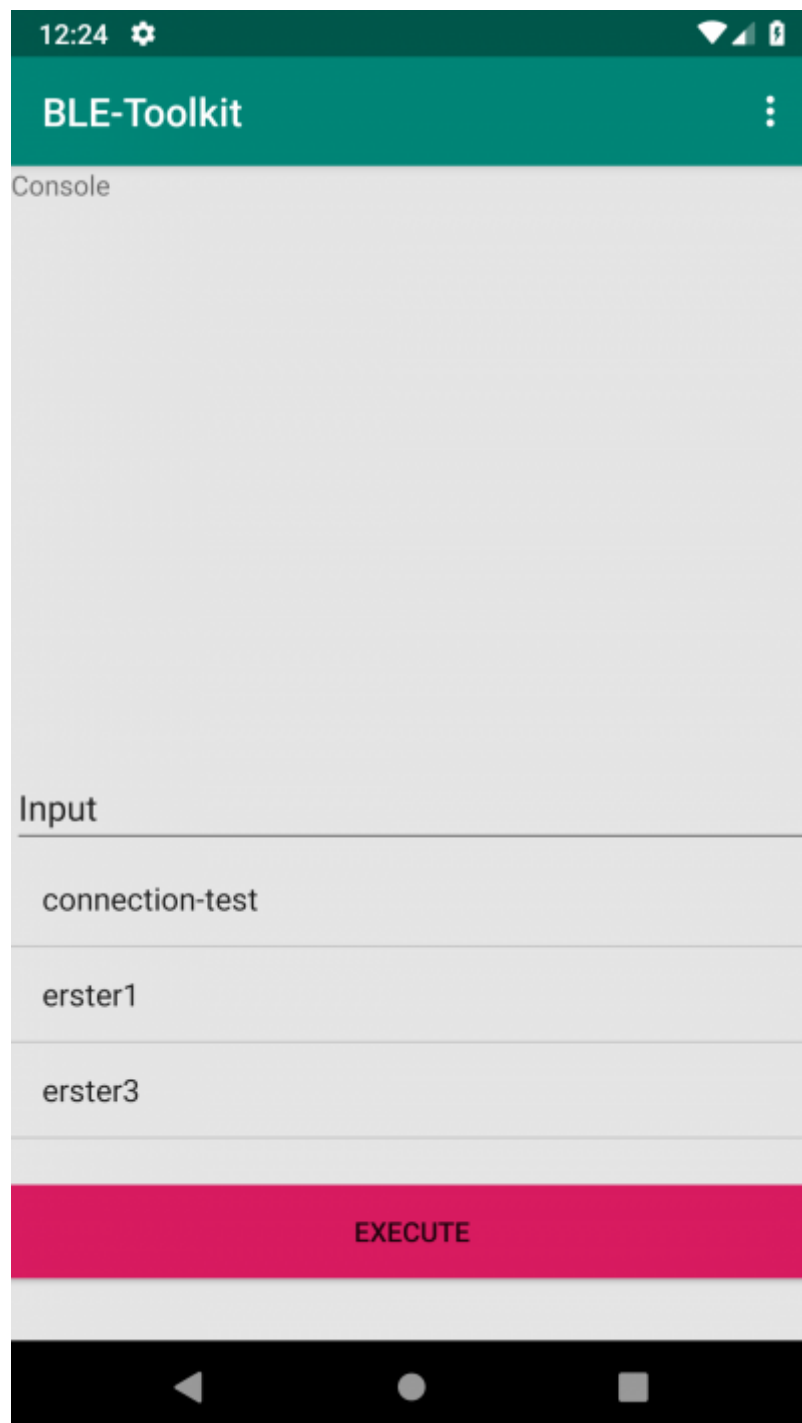 12:24
BLE-Toolkit
Console
Input
connection-test
erster1
erster3
EXECUTE